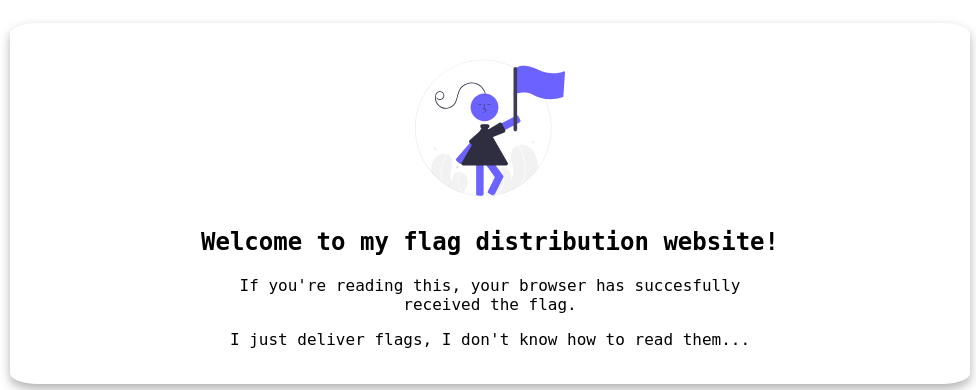 Welcome to my flag distribution website!
If you're reading this, your browser has succesfully
received the flag.
I just deliver flags, I don't know how to read them...